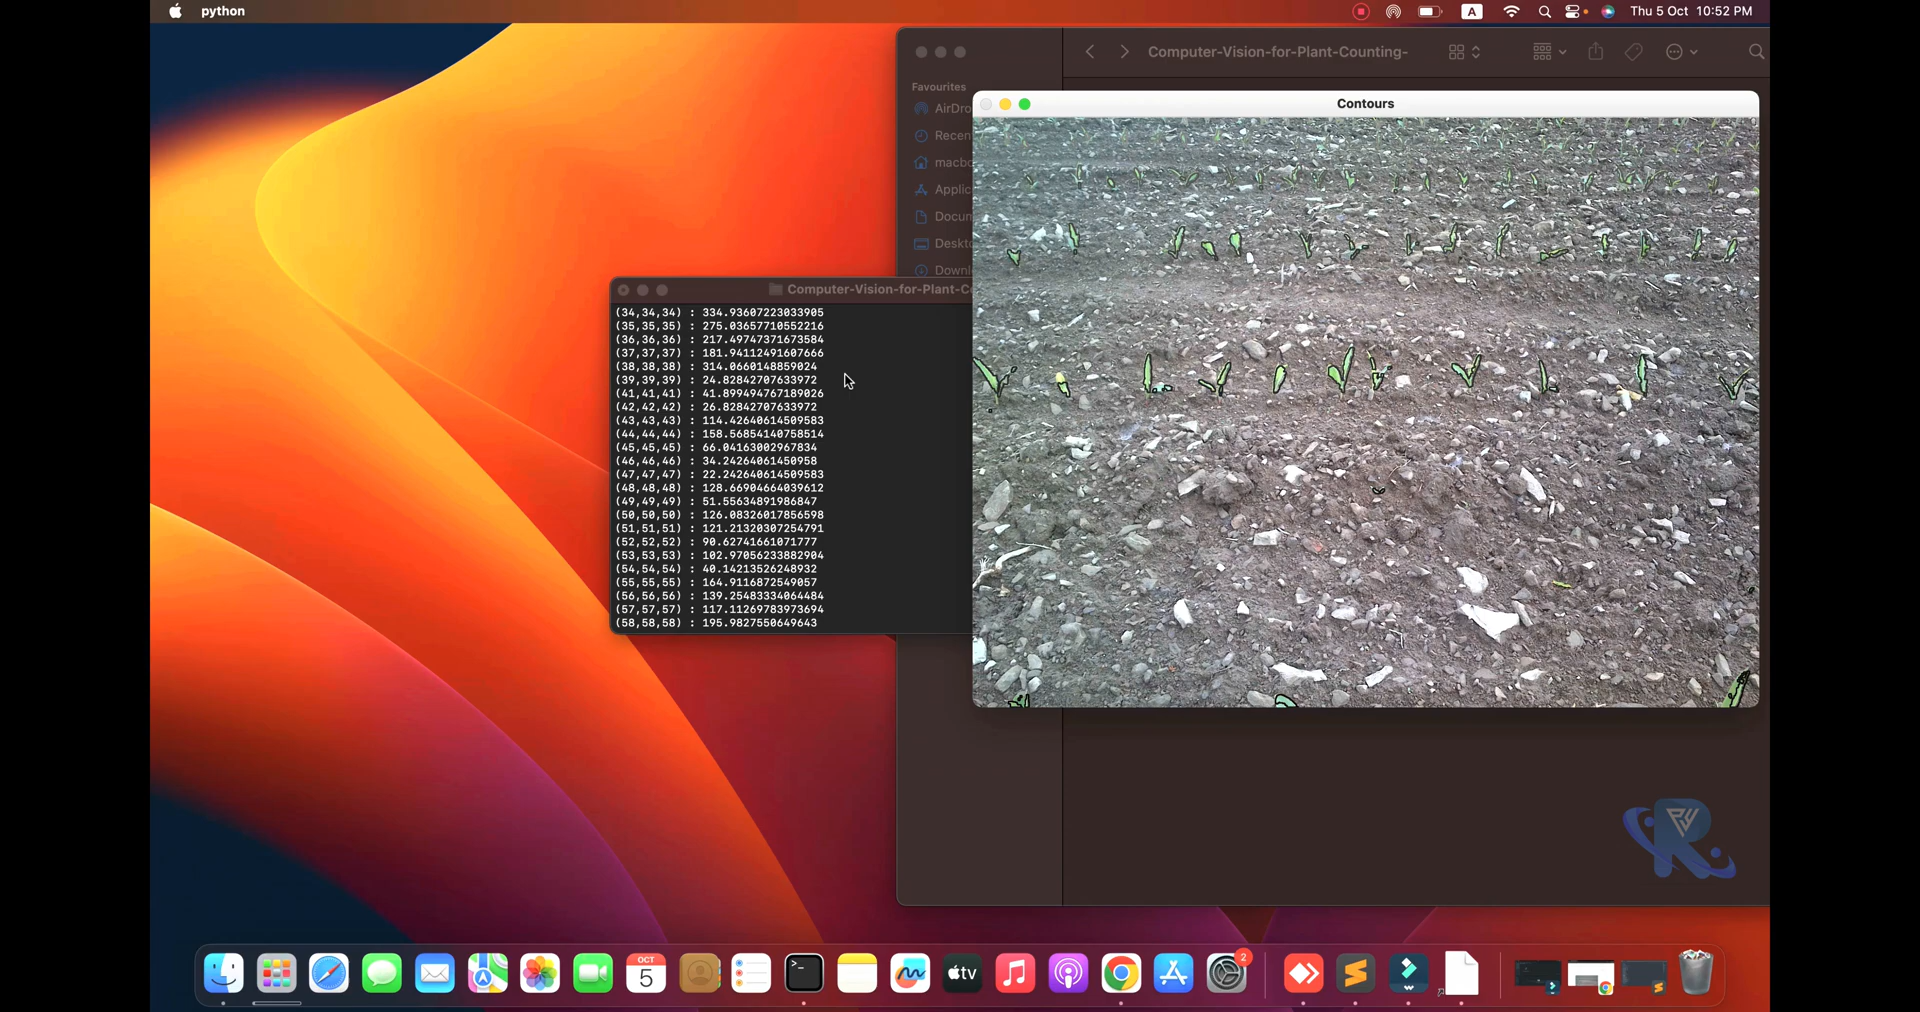 python
A
Thu 5 Oct 10:52 PM
Computer-Vision-for-Plant-Counting-
Favourites
AirDro
Recen
macbo
Applic
Docum
Deskto
Downl
Contours
Computer-Vision-for-Plant-Co
(34,34,34) : 334.93607223033905
(35,35,35) : 275.03657710552216
(36,36,36) : 217.49747371673584
(37,37,37) : 181.94112491607666
(38,38,38) : 314.0660148859024
(39,39,39) : 24.82842707633972
(41,41,41) : 41.899494767189026
(42,42,42) : 26.82842707633972
(43,43,43) : 114.42640614509583
(44,44,44) : 158.56854140758514
(45,45,45) : 66.04163002967834
(46,46,46) : 34.24264061450958
(47,47,47) : 22.242640614509583
(48,48,48) : 128.66904664039612
(49,49,49) : 51.55634891986847
(50,50,50) : 126.08326017856598
(51,51,51) : 121.21320307254791
(52,52,52) : 90.62741661071777
(53,53,53) : 102.97056233882904
(54,54,54) : 40.14213526248932
(55,55,55) : 164.9116872549057
(56,56,56) : 139.25483334064484
(57,57,57) : 117.11269783973694
(58,58,58) : 195.9827550649643
OCT
5
tv
2